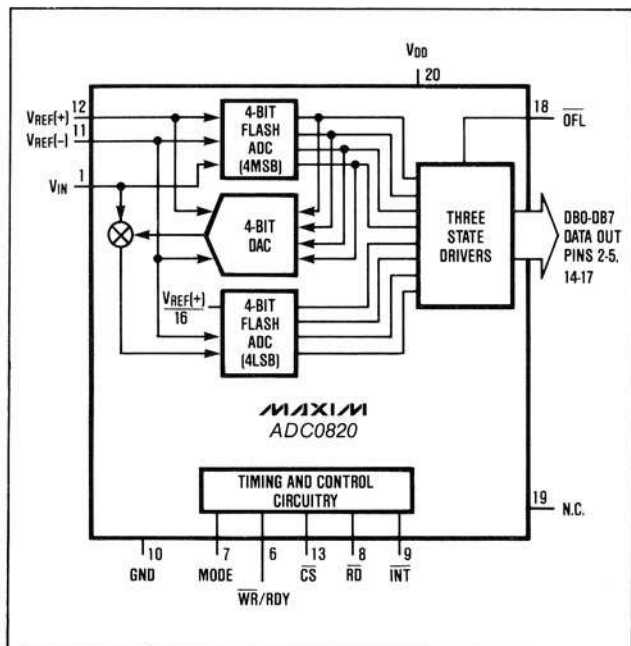 VDD
20
VREF(+) 12
VREF(-) 11
VIN 1
4-BIT
FLASH
ADC
(4MSB)
18 OFL
4-BIT
DAC
THREE
STATE
DRIVERS
DB0-DB7
DATA OUT
PINS 2-5,
14-17
VREF(+)
16
4-BIT
FLASH
ADC
(4LSB)
MAXIM
ADC0820
TIMING AND CONTROL
CIRCUITRY
19 N.C.
10 7 6 13 8 9
GND MODE CS RD INT
WR/RDY